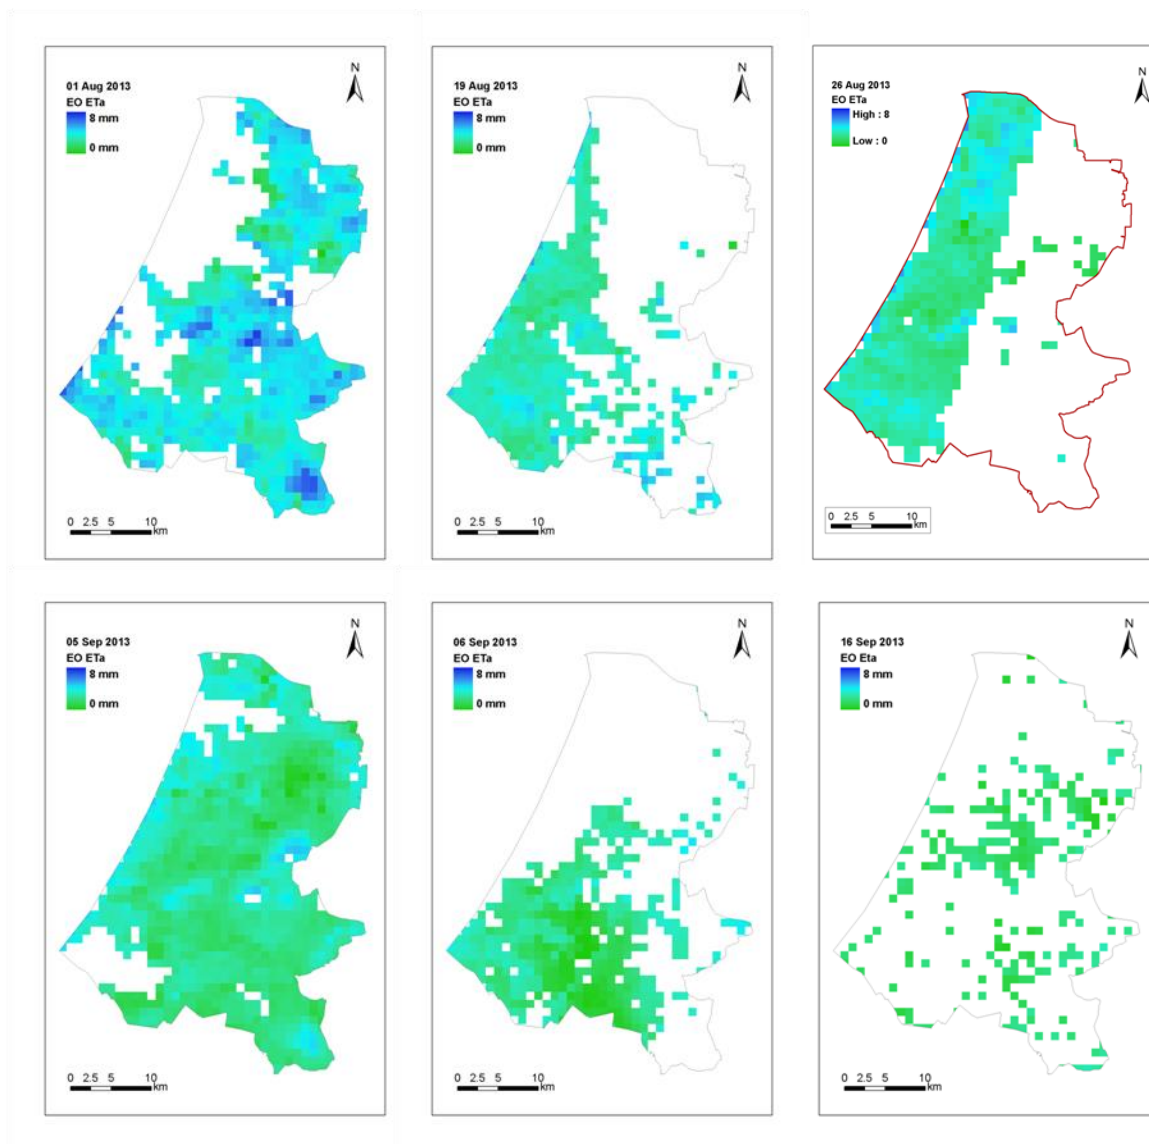 N
01 Aug 2013
EO ETa
8 mm
0 mm
0 2.5 5 10
km
N
19 Aug 2013
EO ETa
8 mm
0 mm
0 2.5 5 10
km
N
26 Aug 2013
EO ETa
High : 8
Low : 0
0 2.5 5 10
km
N
05 Sep 2013
EO ETa
8 mm
0 mm
0 2.5 5 10
km
N
06 Sep 2013
EO ETa
8 mm
0 mm
0 2.5 5 10
km
N
16 Sep 2013
EO Eta
8 mm
0 mm
0 2.5 5 10
km